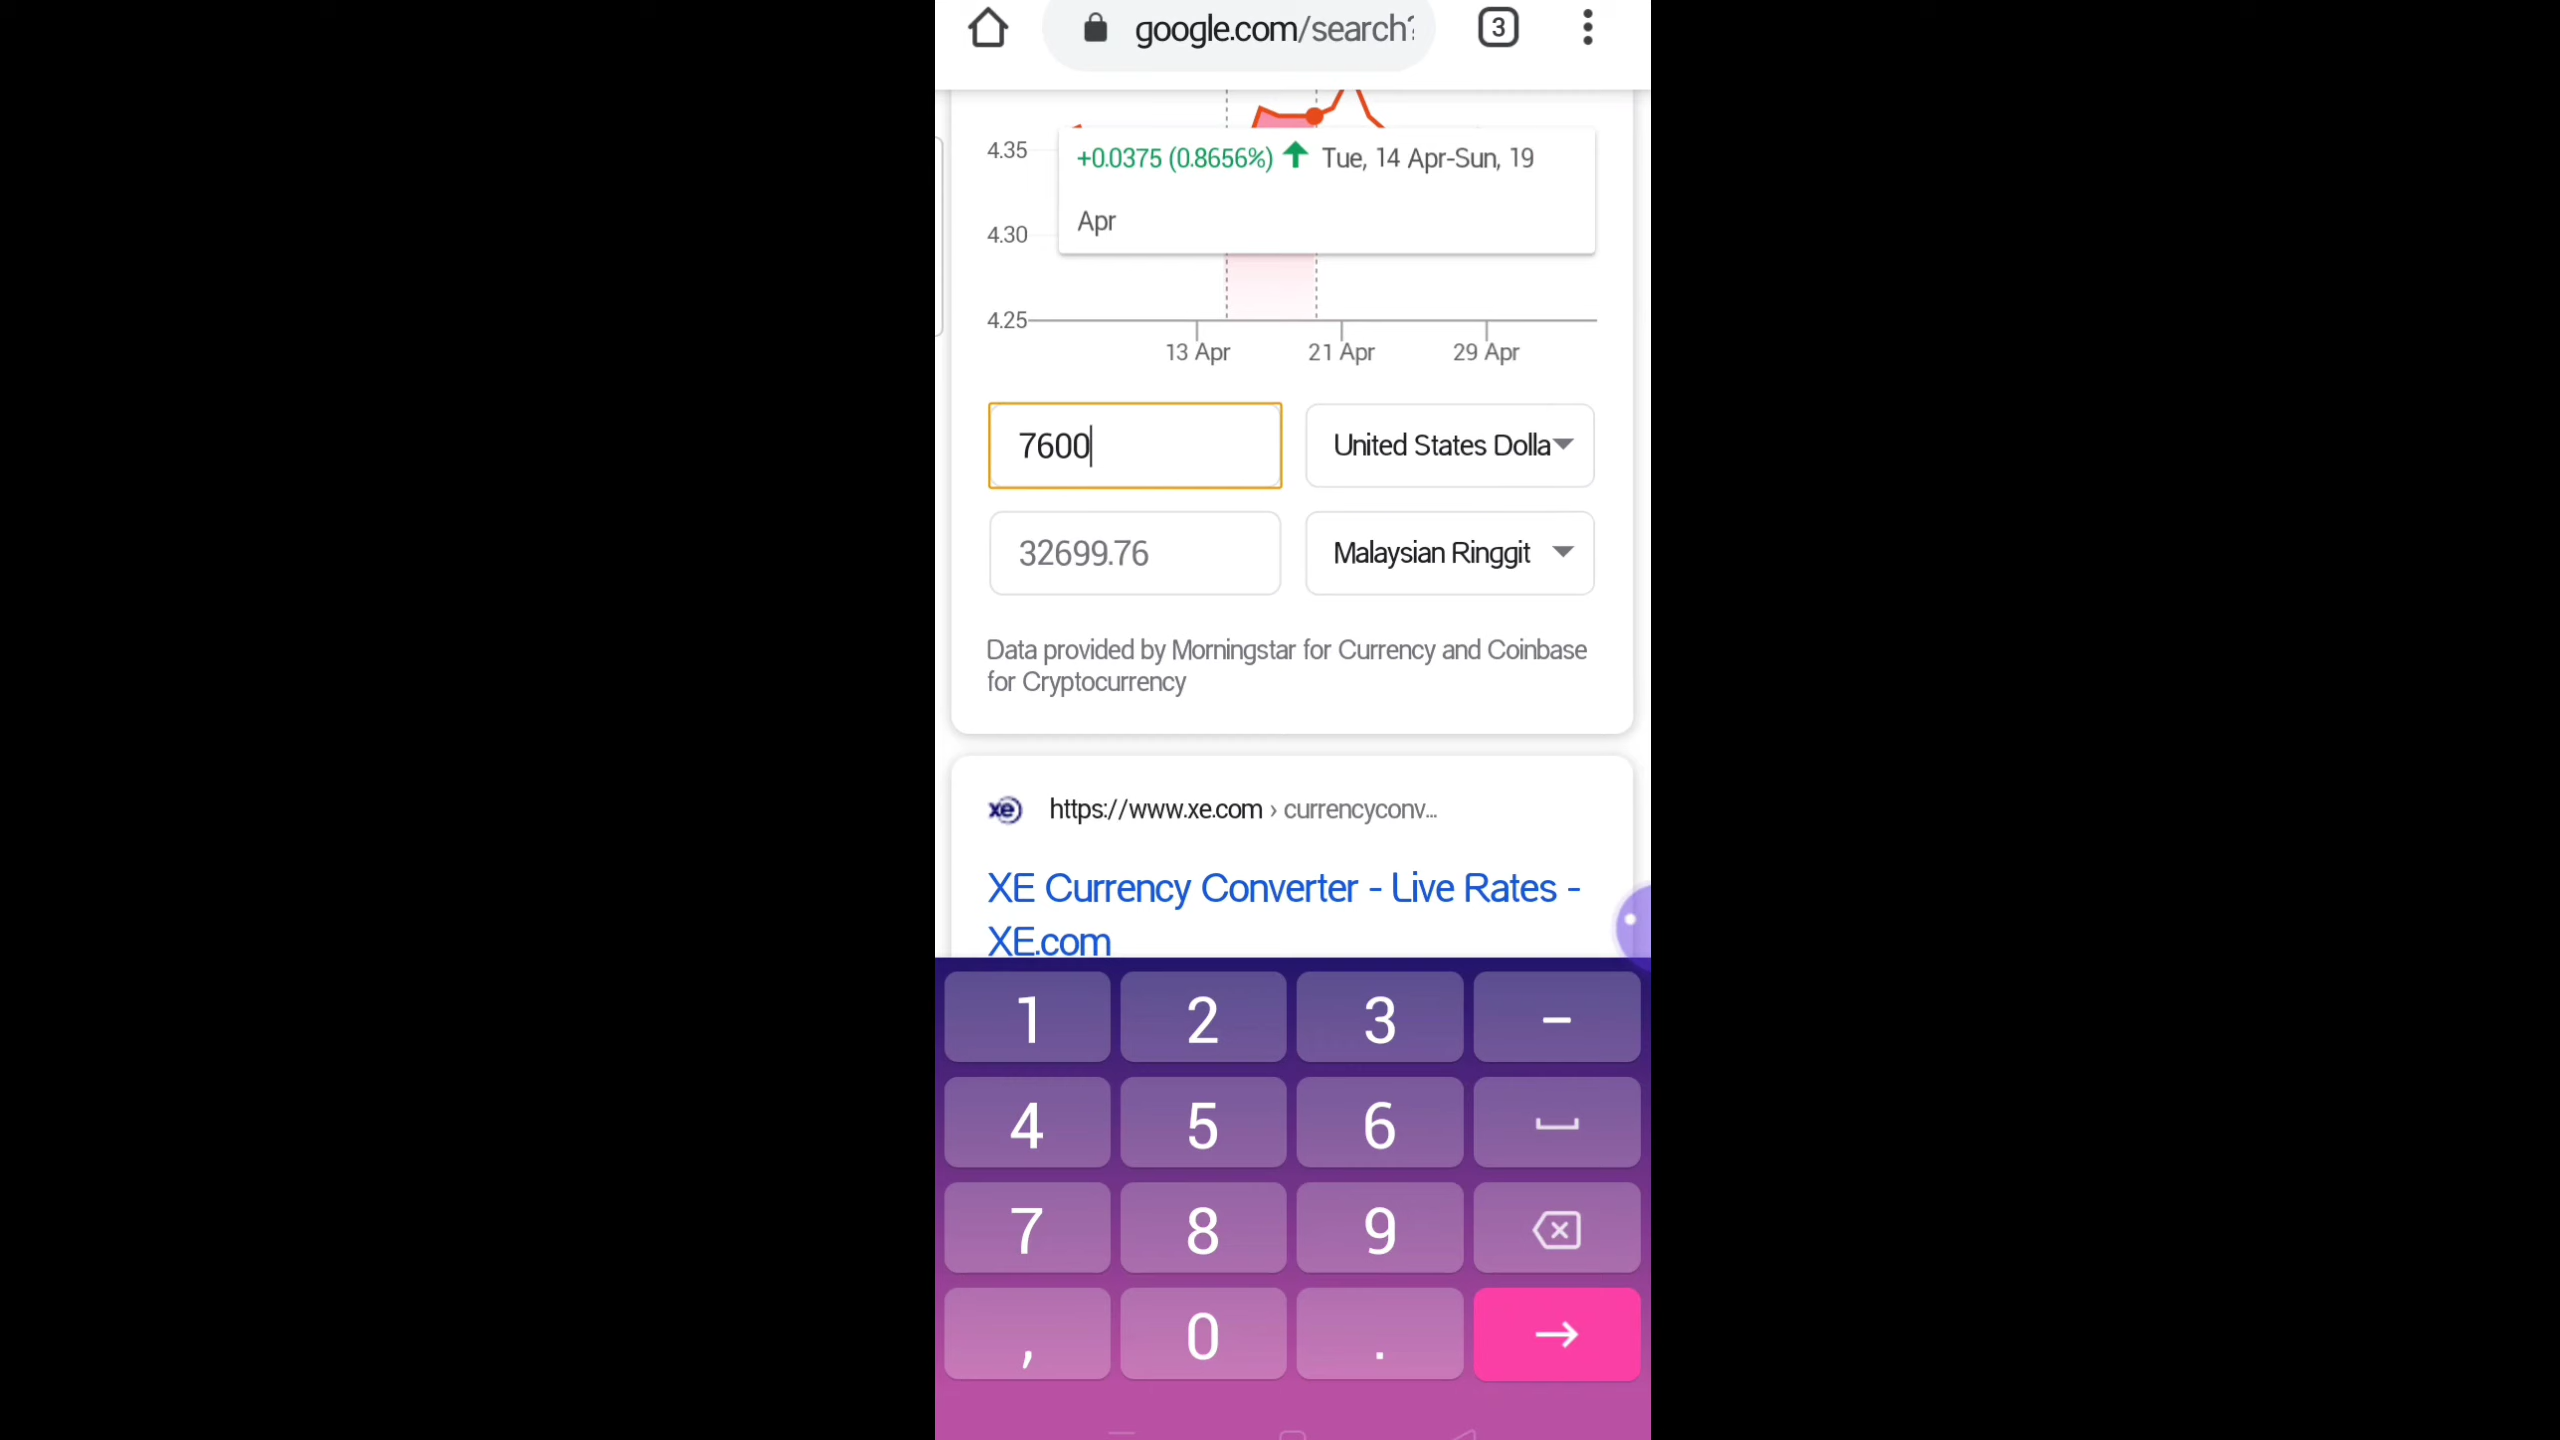 google.com/search?
3
4.35
+0.0375 (0.8656%) Tue, 14 Apr-Sun, 19
Apr
4.30
4.25
13 Apr 21 Apr 29 Apr
7600 United States Dolla
32699.76 Malaysian Ringgit
Data provided by Morningstar for Currency and Coinbase
for Cryptocurrency
xe https://www.xe.com › currencyconv...
XE Currency Converter - Live Rates -
XE.com
1 2 3 -
4 5 6
7 8 9
, 0 .